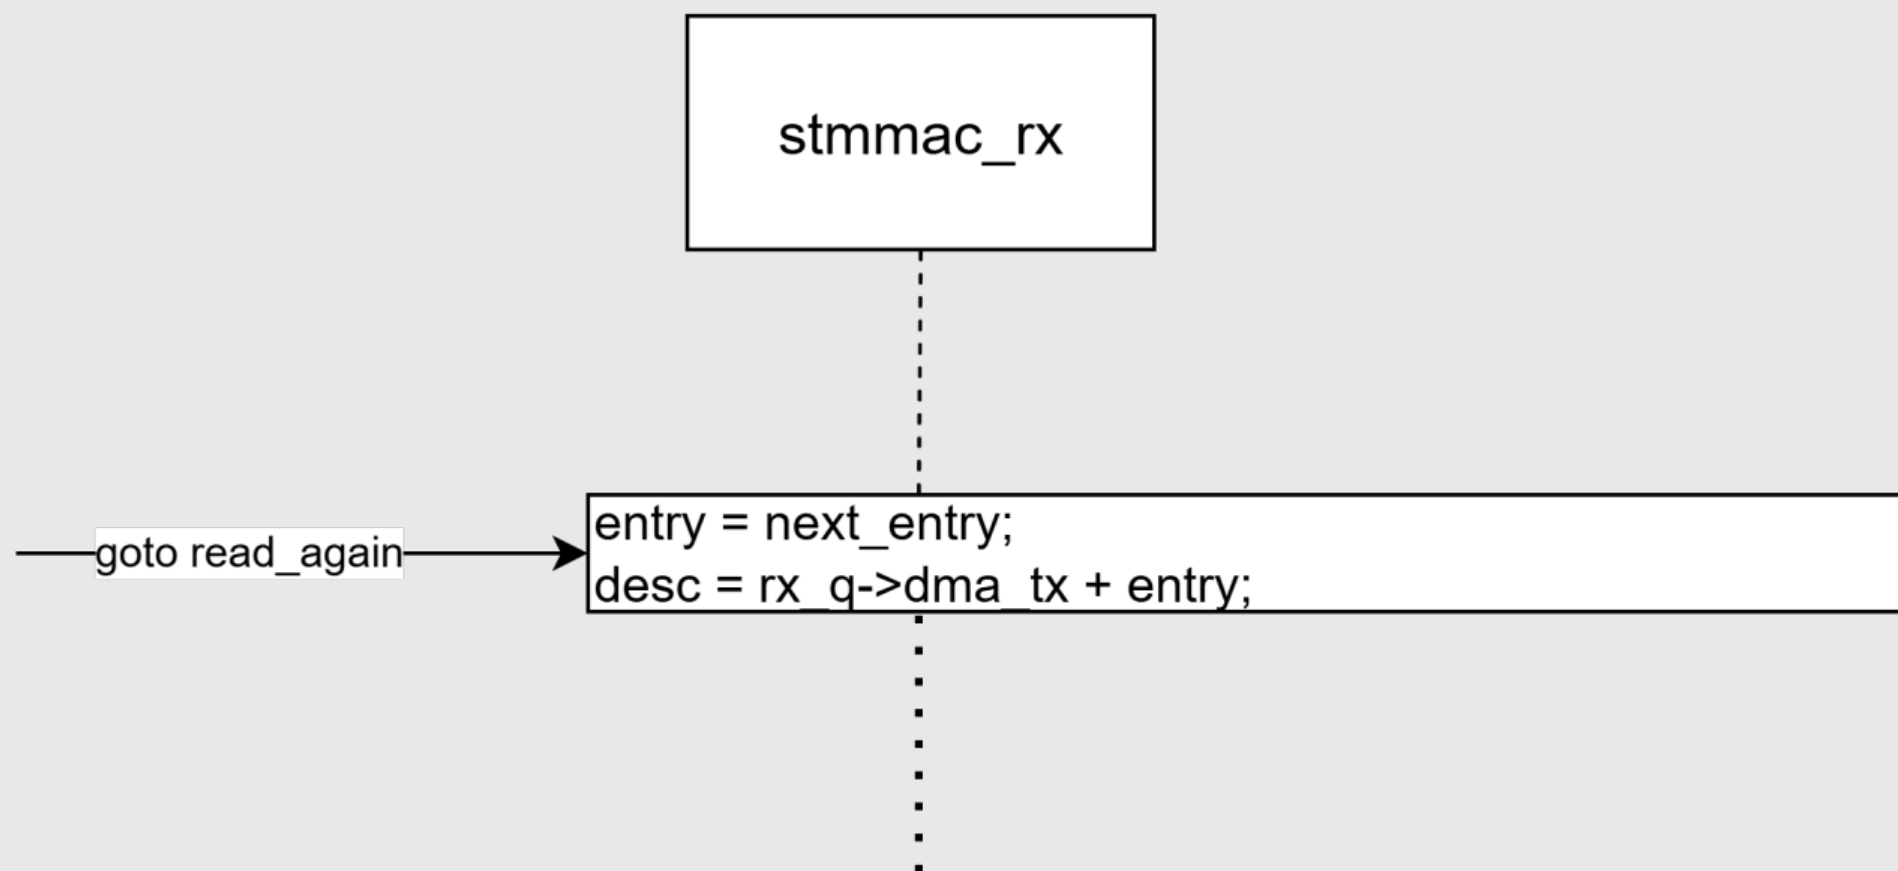 stmmac_rx
goto read_again
entry = next_entry;
desc = rx_q->dma_tx + entry;